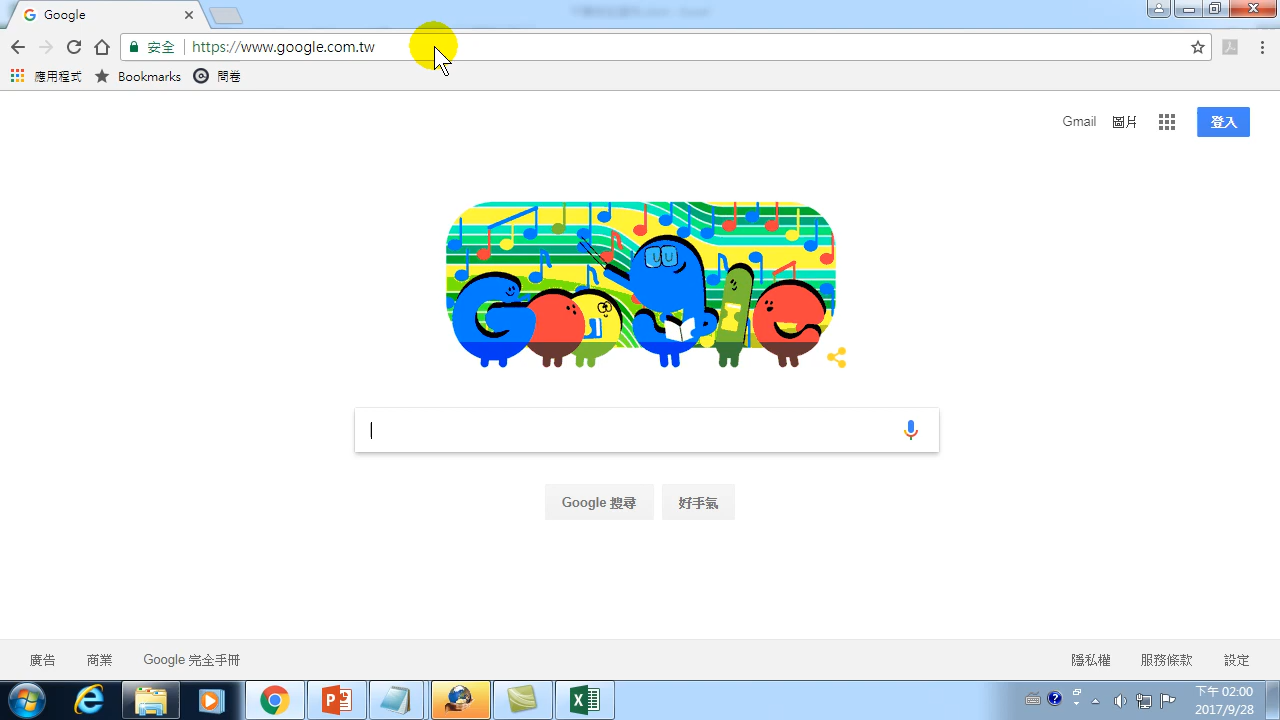 Google
安全
https://www.google.com.tw
應用程式
Bookmarks
問卷
Gmail
圖片
登入
Google 搜尋
好手氣
廣告
商業
Google 完全手冊
隱私權
服務條款
設定
下午 02:00
2017/9/28